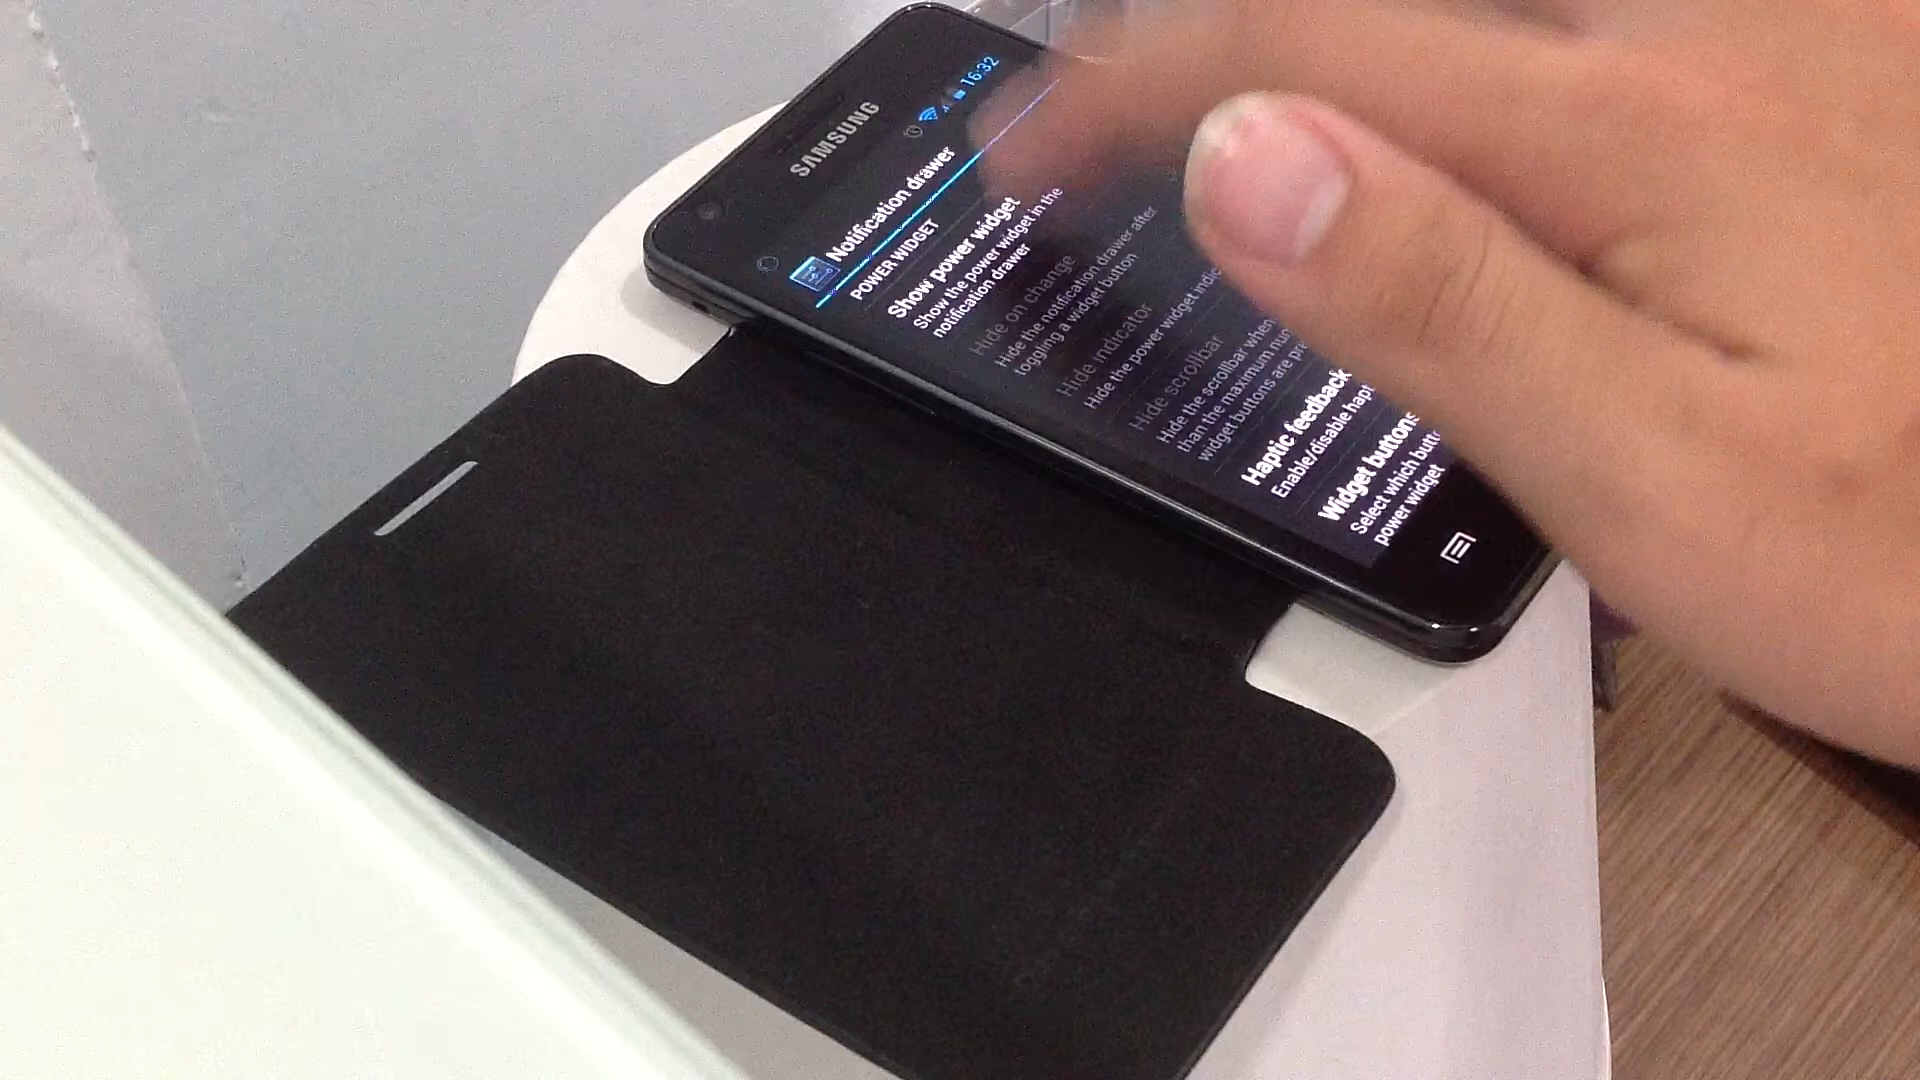 SAMSUNG
16:32
Notification drawer
POWER WIDGET
Show power widget
Show the power widget in the
notification drawer
Hide on change
Hide the notification drawer after
toggling a widget button
Hide indicator
Hide the power widget
Hide scrollbar
Hide the scrollbar when
than the maximum
widget buttons are
Haptic feedback
Enable/disable
Widget buttons
Select which
power widget